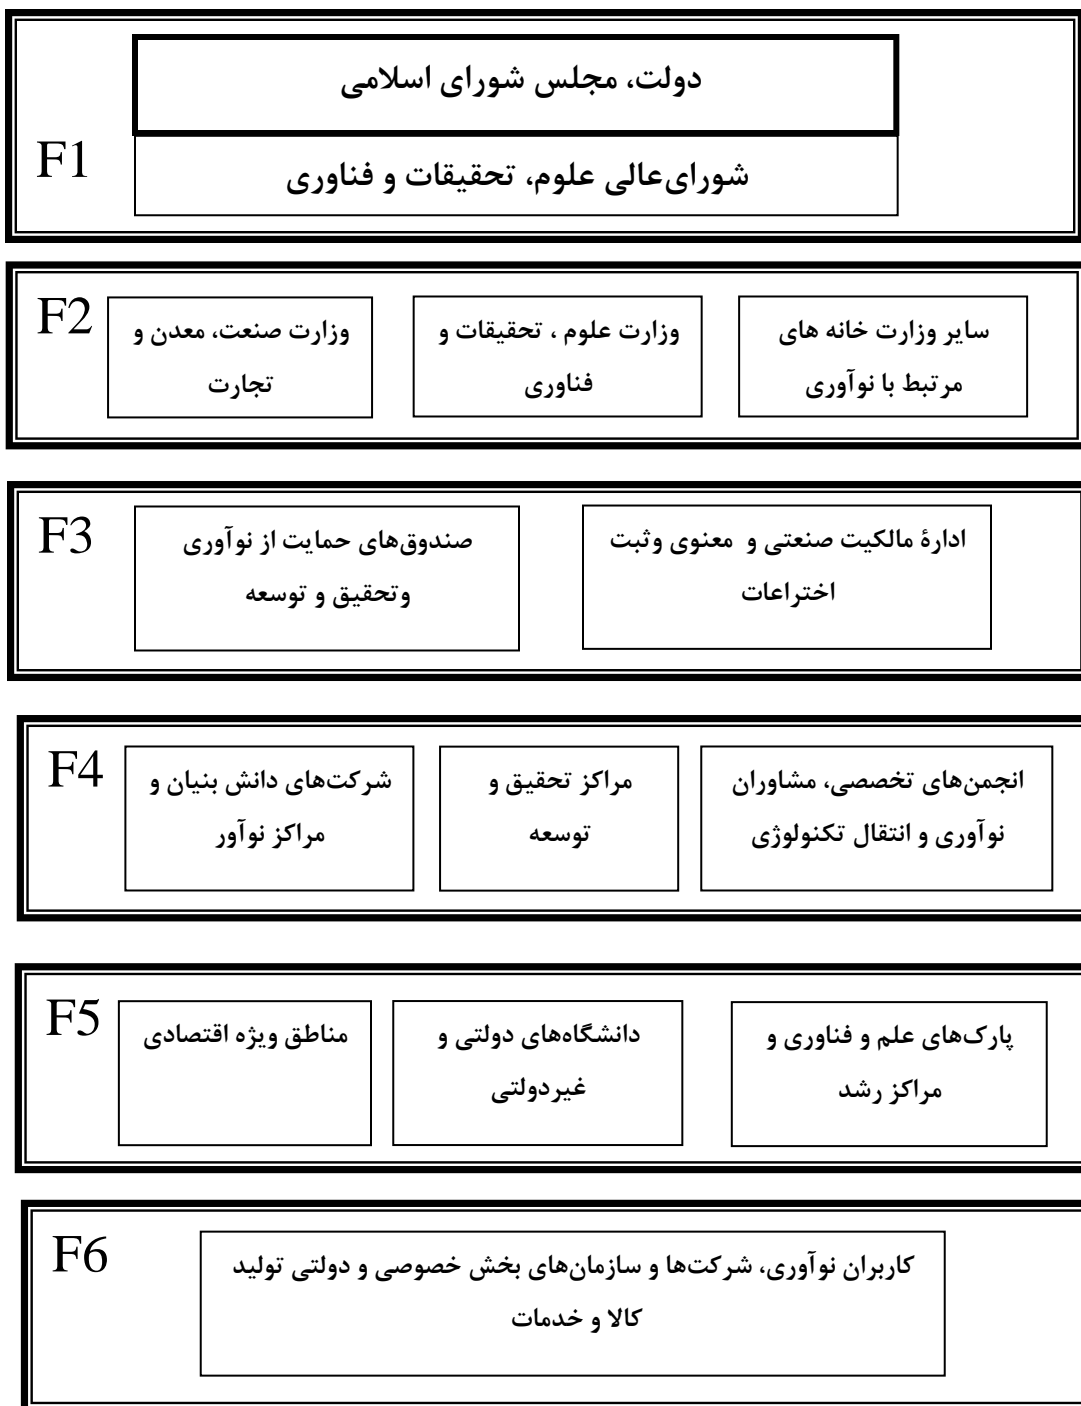 F1
دولت، مجلس شورای اسلامی
شورای‌عالی علوم، تحقیقات و فناوری
F2
سایر وزارت خانه های
مرتبط با نوآوری
وزارت علوم ، تحقیقات و
فناوری
وزارت صنعت، معدن و
تجارت
F3
ادارۀ مالکیت صنعتی و معنوی وثبت
اختراعات
صندوق‌های حمایت از نوآوری
وتحقیق و توسعه
F4
انجمن‌های تخصصی، مشاوران
نوآوری و انتقال تکنولوژی
مراکز تحقیق و
توسعه
شرکت‌های دانش بنیان و
مراکز نوآور
F5
پارک‌های علم و فناوری و
مراکز رشد
دانشگاه‌های دولتی و
غیردولتی
مناطق ویژه اقتصادی
F6
کاربران نوآوری، شرکت‌ها و سازمان‌های بخش خصوصی و دولتی تولید
کالا و خدمات